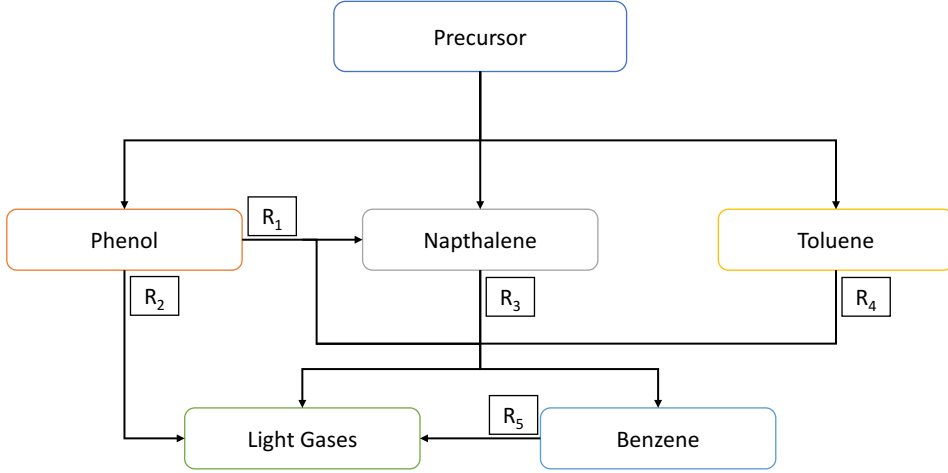 Precursor
R₁
Phenol
Napthalene
Toluene
R₂
R₃
R₄
R₅
Light Gases
Benzene